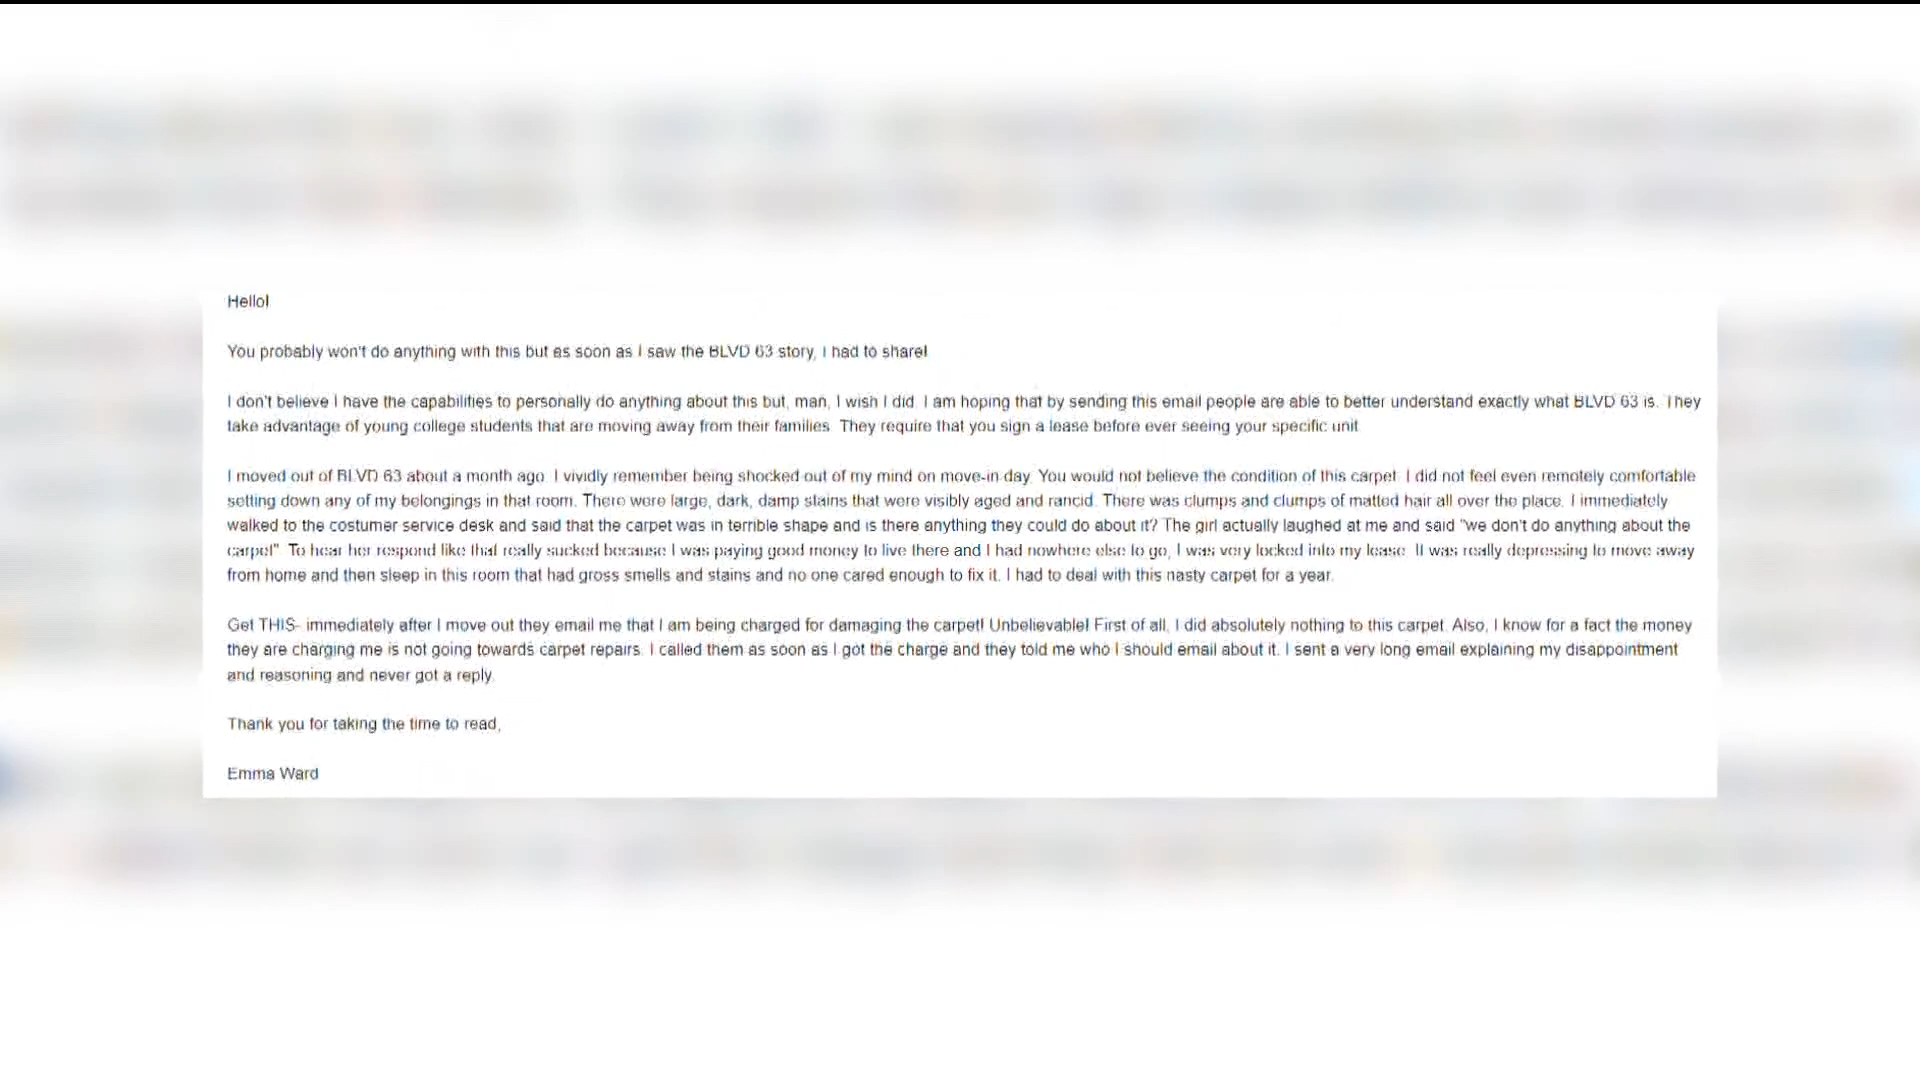 Hello!
You probably won't do anything with this but as soon as I saw the BLVD 63 story, I had to share!
I don't believe I have the capabilities to personally do anything about this but, man, I wish I did. I am hoping that by sending this email people are able to better understand exactly what BLVD 63 is. They
take advantage of young college students that are moving away from their families. They require that you sign a lease before ever seeing your specific unit.
I moved out of BLVD 63 about a month ago. I vividly remember being shocked out of my mind on move-in day. You would not believe the condition of this carpet. I did not feel even remotely comfortable
setting down any of my belongings in that room. There were large, dark, damp stains that were visibly aged and rancid. There was clumps and clumps of matted hair all over the place. I immediately
walked to the costumer service desk and said that the carpet was in terrible shape and is there anything they could do about it? The girl actually laughed at me and said "we don't do anything about the
carpet". To hear her respond like that really sucked because I was paying good money to live there and I had nowhere else to go, I was very locked into my lease. It was really depressing to move away
from home and then sleep in this room that had gross smells and stains and no one cared enough to fix it. I had to deal with this nasty carpet for a year.
Get THIS- immediately after I move out they email me that I am being charged for damaging the carpet! Unbelievable! First of all, I did absolutely nothing to this carpet. Also, I know for a fact the money
they are charging me is not going towards carpet repairs. I called them as soon as I got the charge and they told me who I should email about it. I sent a very long email explaining my disappointment
and reasoning and never got a reply.
Thank you for taking the time to read,
Emma Ward